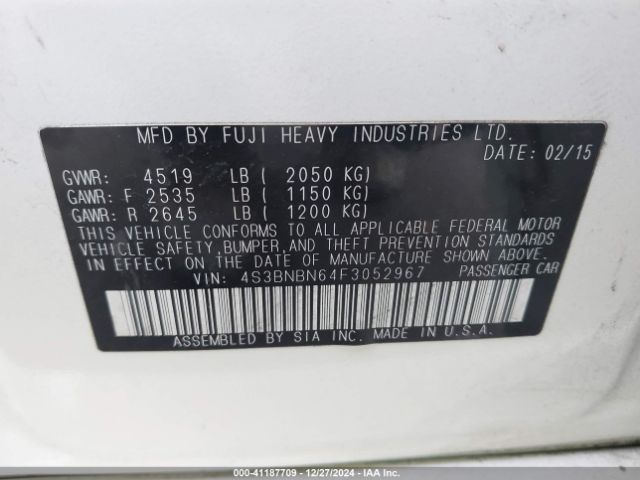 MFD BY FUJI HEAVY INDUSTRIES LTD.
DATE: 02/15
GVWR: 4519 LB ( 2050 KG)
GAWR: F 2535 LB ( 1150 KG)
GAWR: R 2645 LB ( 1200 KG)
THIS VEHICLE CONFORMS TO ALL APPLICABLE FEDERAL MOTOR
VEHICLE SAFETY, BUMPER, AND THEFT PREVENTION STANDARDS
IN EFFECT ON THE DATE OF MANUFACTURE SHOWN ABOVE.
VIN: 4S3BNBN64F3052967 PASSENGER CAR
ASSEMBLED BY SIA INC. MADE IN U.S.A.
000-41187709 - 12/27/2024 - IAA Inc.